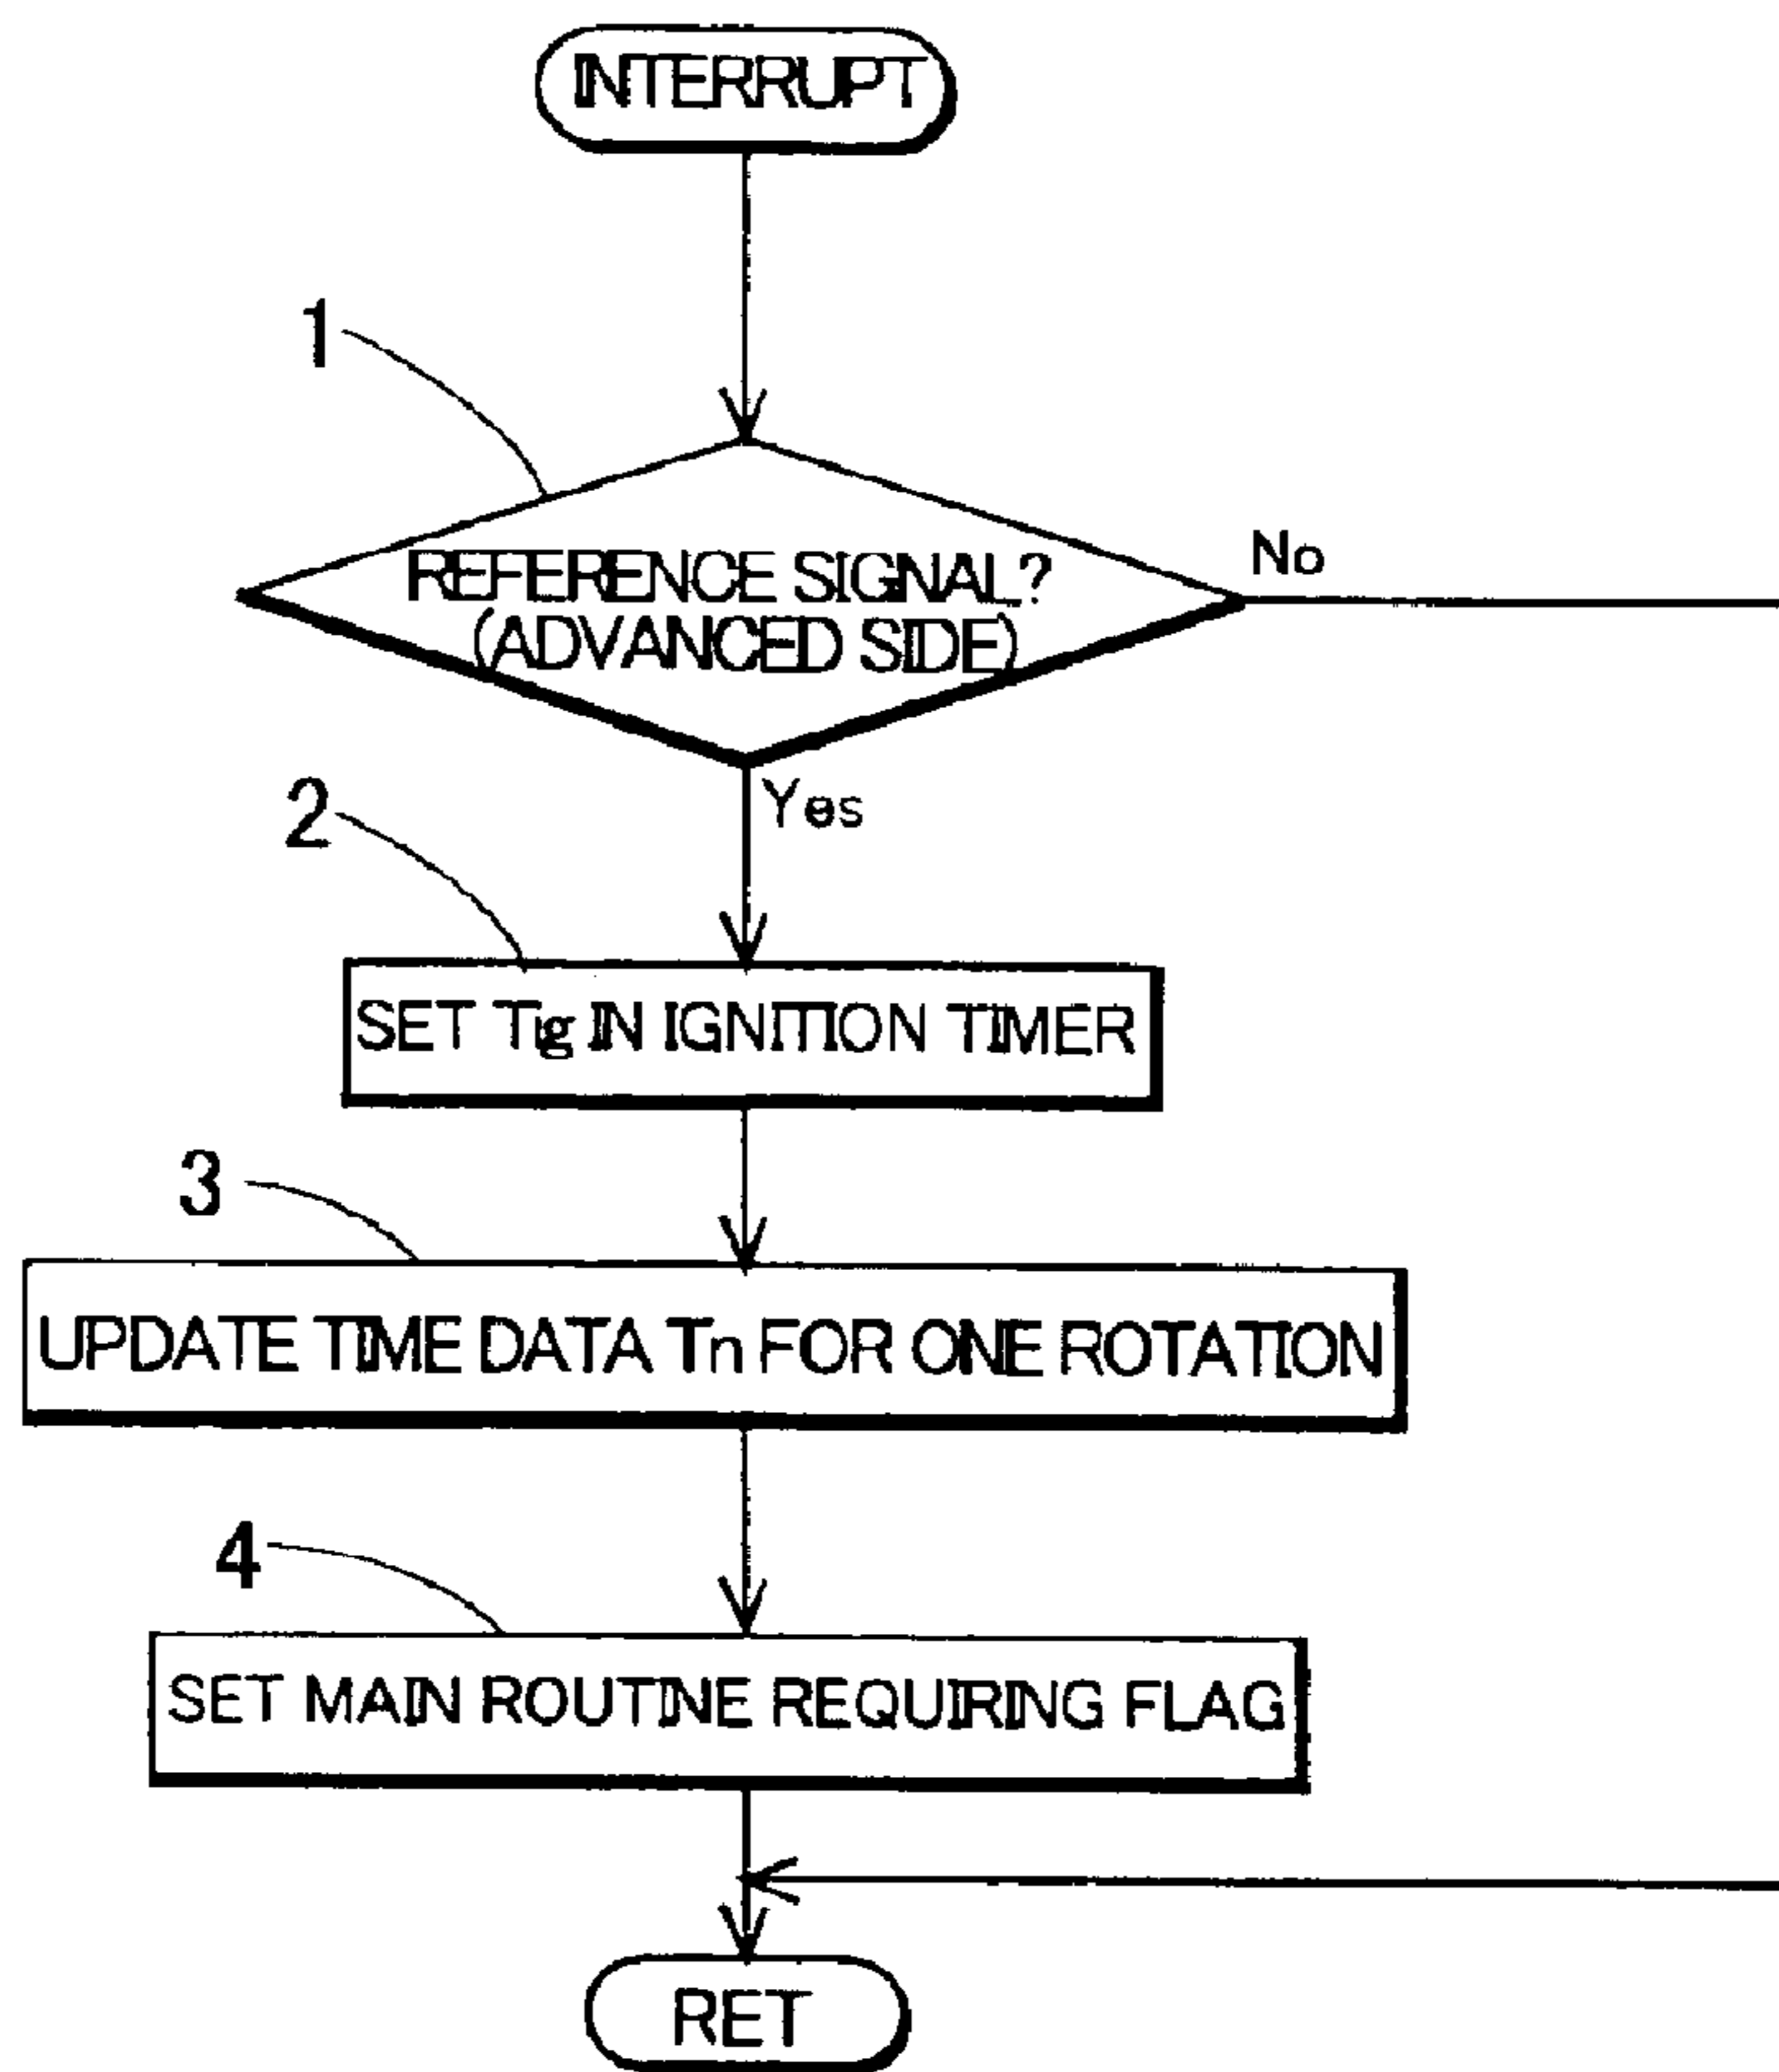 INTERRUPT
1
REFERENCE SIGNAL?
(ADVANCED SIDE)
No
Yes
2
SET Tig IN IGNITION TIMER
3
UPDATE TIME DATA Tn FOR ONE ROTATION
4
SET MAIN ROUTINE REQUIRING FLAG
RET